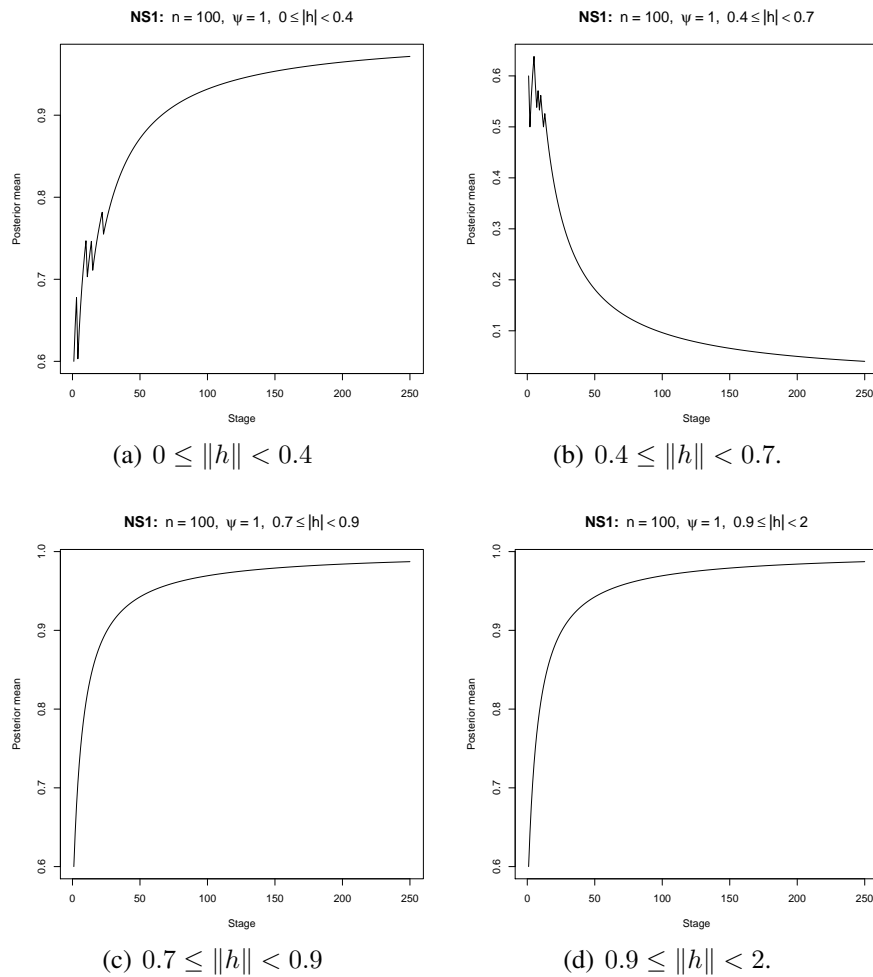 NS1: n = 100, ψ = 1, 0 ≤ |h| < 0.4
Posterior mean
0.6
0.7
0.8
0.9
0
50
100
150
200
250
Stage
(a) 0 ≤ ‖h‖ < 0.4
NS1: n = 100, ψ = 1, 0.4 ≤ |h| < 0.7
Posterior mean
0.1
0.2
0.3
0.4
0.5
0.6
0
50
100
150
200
250
Stage
(b) 0.4 ≤ ‖h‖ < 0.7.
NS1: n = 100, ψ = 1, 0.7 ≤ |h| < 0.9
Posterior mean
0.6
0.7
0.8
0.9
1.0
0
50
100
150
200
250
Stage
(c) 0.7 ≤ ‖h‖ < 0.9
NS1: n = 100, ψ = 1, 0.9 ≤ |h| < 2
Posterior mean
0.6
0.7
0.8
0.9
1.0
0
50
100
150
200
250
Stage
(d) 0.9 ≤ ‖h‖ < 2.